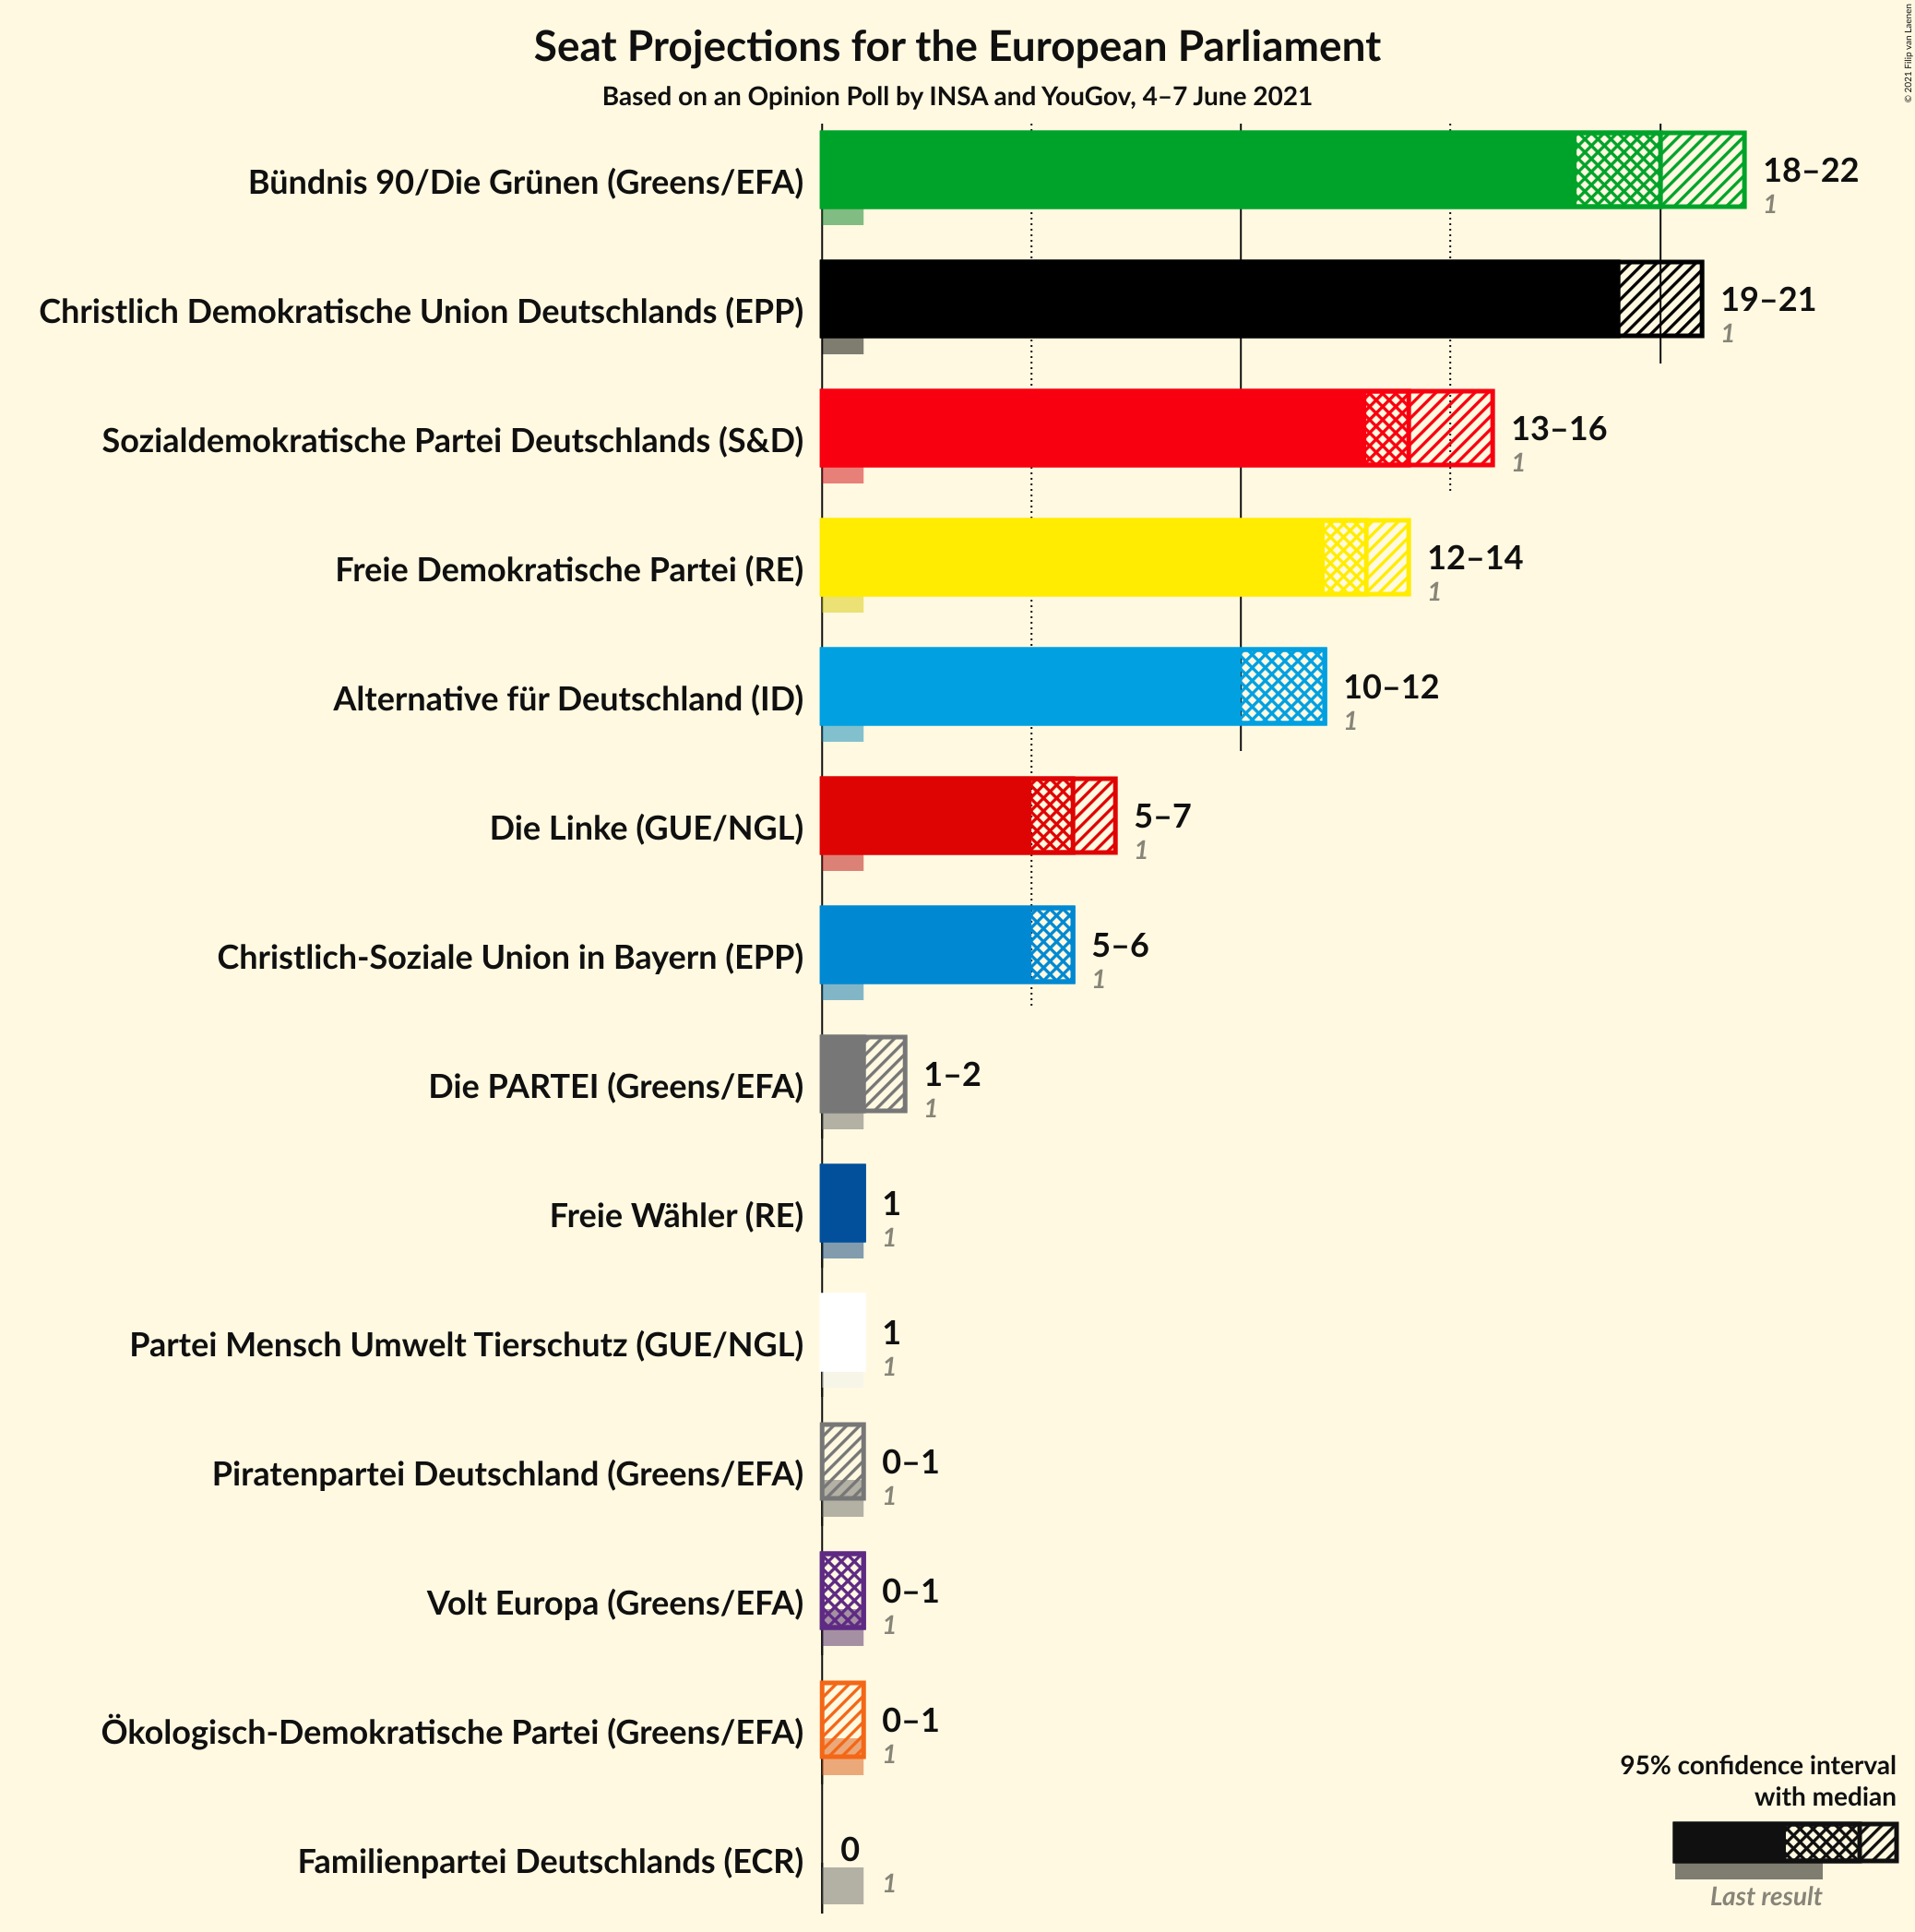 Seat Projections for the European Parliament
Based on an Opinion Poll by INSA and YouGov, 4–7 June 2021
© 2021 Filip van Laenen
Bündnis 90/Die Grünen (Greens/EFA)
18–22
1
Christlich Demokratische Union Deutschlands (EPP)
19–21
1
Sozialdemokratische Partei Deutschlands (S&D)
13–16
1
Freie Demokratische Partei (RE)
12–14
1
Alternative für Deutschland (ID)
10–12
1
Die Linke (GUE/NGL)
5–7
1
Christlich-Soziale Union in Bayern (EPP)
5–6
1
Die PARTEI (Greens/EFA)
1–2
1
Freie Wähler (RE)
1
1
Partei Mensch Umwelt Tierschutz (GUE/NGL)
1
1
Piratenpartei Deutschland (Greens/EFA)
0–1
1
Volt Europa (Greens/EFA)
0–1
1
Ökologisch-Demokratische Partei (Greens/EFA)
0–1
1
Familienpartei Deutschlands (ECR)
0
1
95% confidence interval
with median
Last result